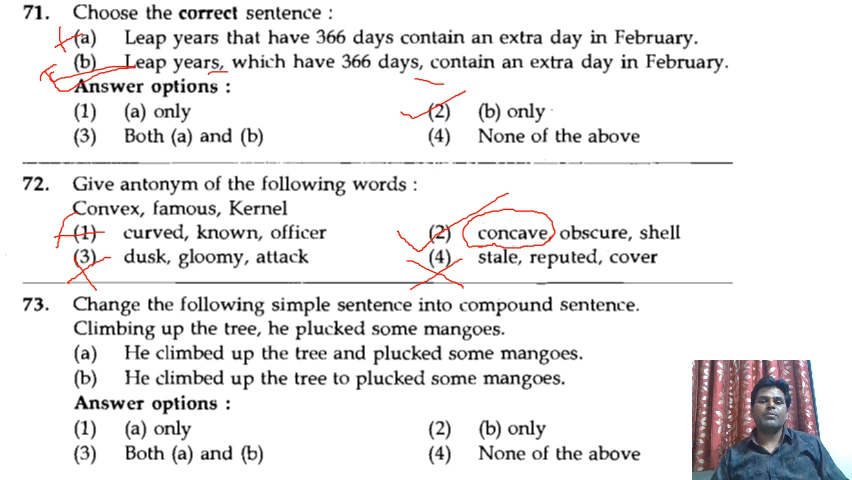 71. Choose the correct sentence :
(a) Leap years that have 366 days contain an extra day in February.
(b) Leap years, which have 366 days, contain an extra day in February.
Answer options :
(1) (a) only (2) (b) only
(3) Both (a) and (b) (4) None of the above
72. Give antonym of the following words :
Convex, famous, Kernel
(1) curved, known, officer (2) concave, obscure, shell
(3) dusk, gloomy, attack (4) stale, reputed, cover
73. Change the following simple sentence into compound sentence.
Climbing up the tree, he plucked some mangoes.
(a) He climbed up the tree and plucked some mangoes.
(b) He climbed up the tree to plucked some mangoes.
Answer options :
(1) (a) only (2) (b) only
(3) Both (a) and (b) (4) None of the above